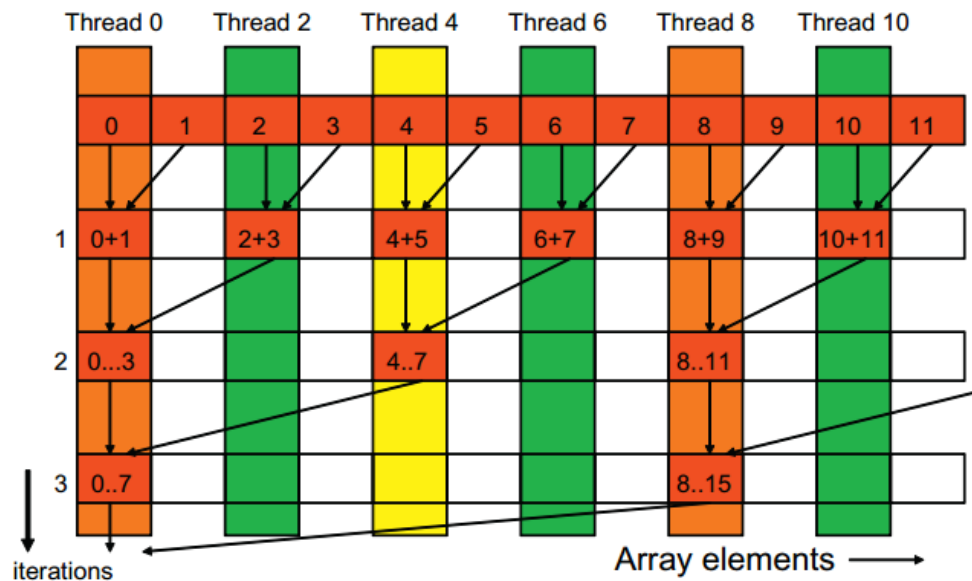 Thread 0 Thread 2 Thread 4 Thread 6 Thread 8 Thread 10
0 1 2 3 4 5 6 7 8 9 10 11
1 0+1 2+3 4+5 6+7 8+9 10+11
2 0...3 4..7 8..11
3 0..7 8..15
iterations
Array elements